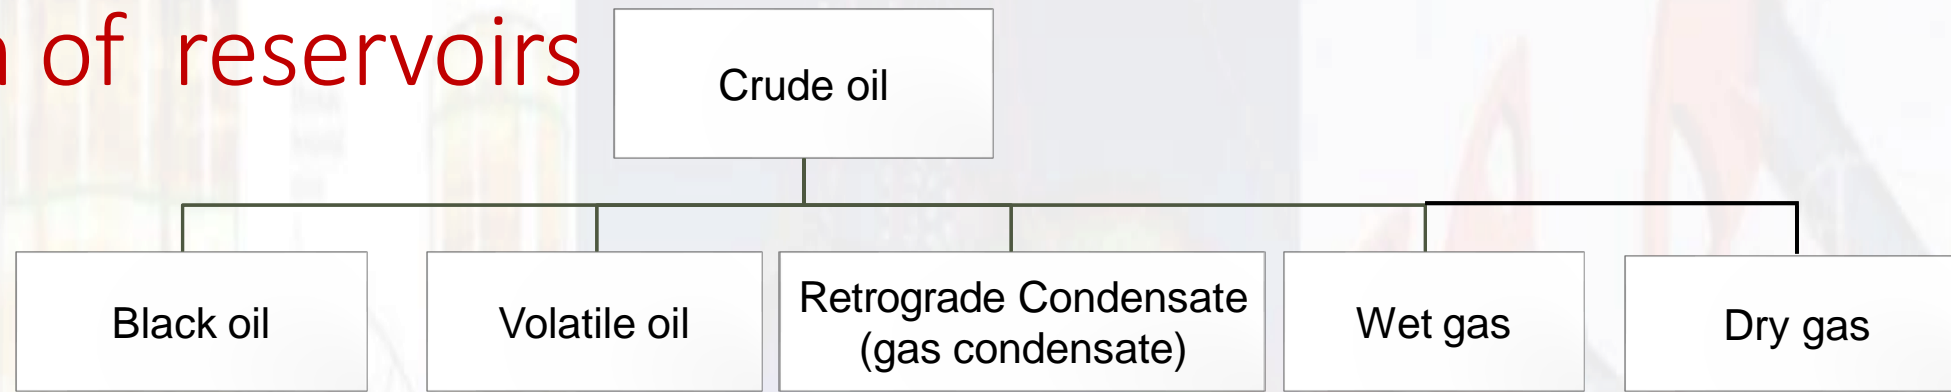 of reservoirs
Crude oil
Black oil
Volatile oil
Retrograde Condensate
(gas condensate)
Wet gas
Dry gas